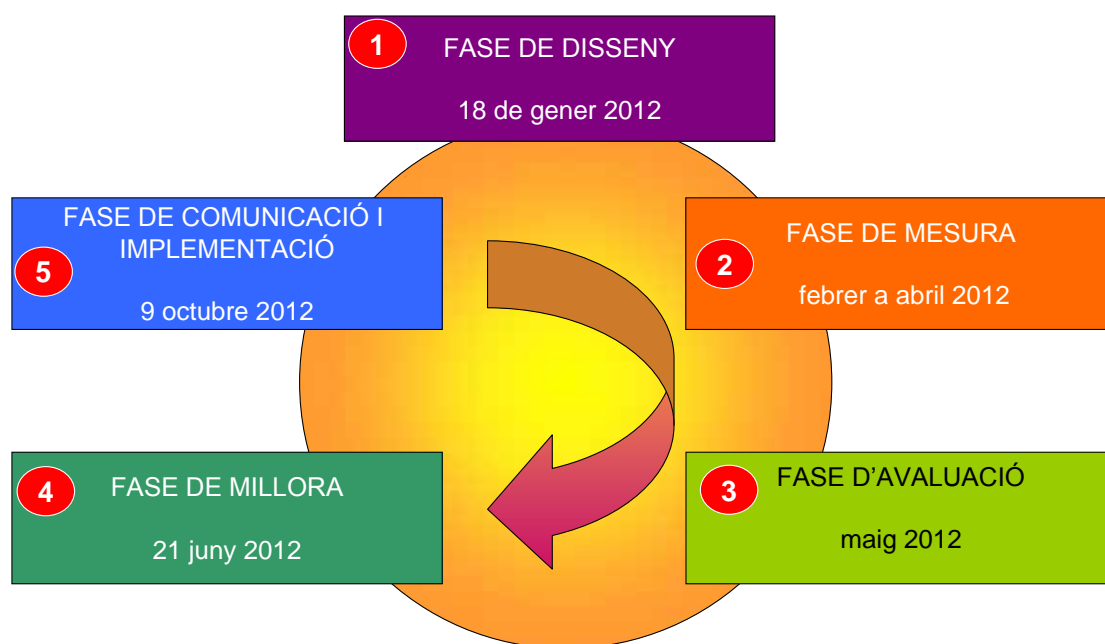 1
FASE DE DISSENY
18 de gener 2012
2
FASE DE MESURA
febrer a abril 2012
3
FASE D’AVALUACIÓ
maig 2012
4
FASE DE MILLORA
21 juny 2012
5
FASE DE COMUNICACIÓ I
IMPLEMENTACIÓ
9 octubre 2012